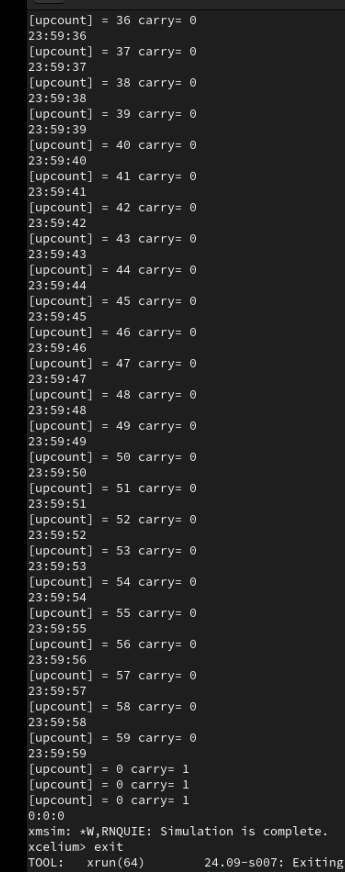 [upcount] = 36 carry= 0
23:59:36
[upcount] = 37 carry= 0
23:59:37
[upcount] = 38 carry= 0
23:59:38
[upcount] = 39 carry= 0
23:59:39
[upcount] = 40 carry= 0
23:59:40
[upcount] = 41 carry= 0
23:59:41
[upcount] = 42 carry= 0
23:59:42
[upcount] = 43 carry= 0
23:59:43
[upcount] = 44 carry= 0
23:59:44
[upcount] = 45 carry= 0
23:59:45
[upcount] = 46 carry= 0
23:59:46
[upcount] = 47 carry= 0
23:59:47
[upcount] = 48 carry= 0
23:59:48
[upcount] = 49 carry= 0
23:59:49
[upcount] = 50 carry= 0
23:59:50
[upcount] = 51 carry= 0
23:59:51
[upcount] = 52 carry= 0
23:59:52
[upcount] = 53 carry= 0
23:59:53
[upcount] = 54 carry= 0
23:59:54
[upcount] = 55 carry= 0
23:59:55
[upcount] = 56 carry= 0
23:59:56
[upcount] = 57 carry= 0
23:59:57
[upcount] = 58 carry= 0
23:59:58
[upcount] = 59 carry= 0
23:59:59
[upcount] = 0 carry= 1
[upcount] = 0 carry= 1
[upcount] = 0 carry= 1
0:0:0
xmsim: *W,RNQUIE: Simulation is complete.
xcelium> exit
TOOL:   xrun(64)        24.09-s007: Exiting